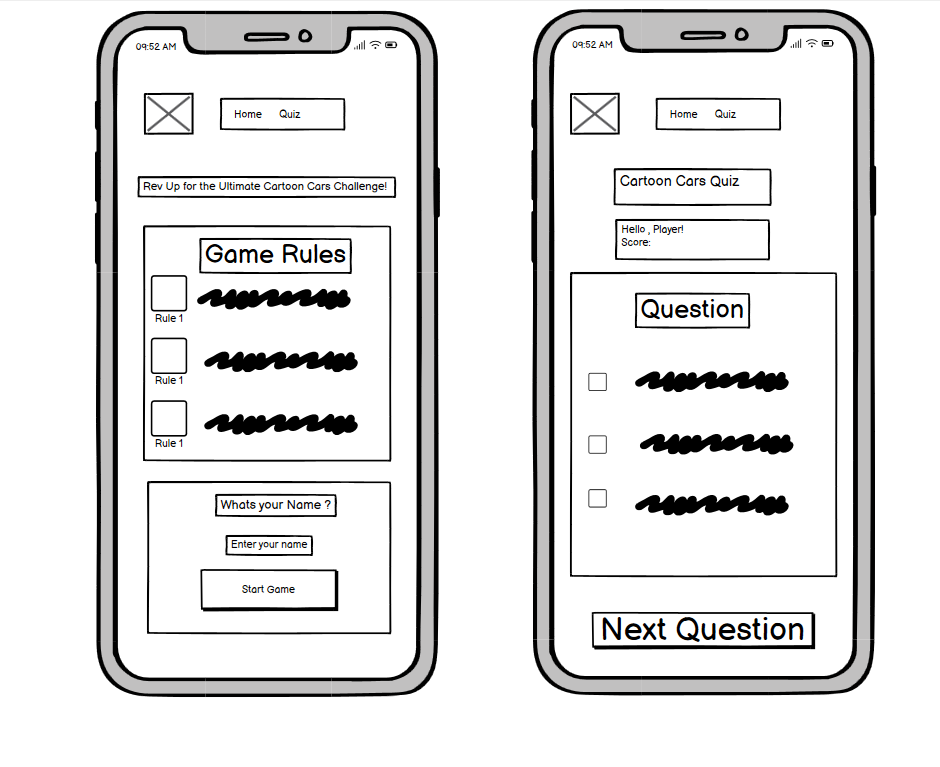 09:52 AM
Home Quiz
Rev Up for the Ultimate Cartoon Cars Challenge!
Game Rules
Rule 1
Rule 1
Rule 1
Whats your Name ?
Enter your name
Start Game
09:52 AM
Home Quiz
Cartoon Cars Quiz
Hello , Player!
Score:
Question
Next Question